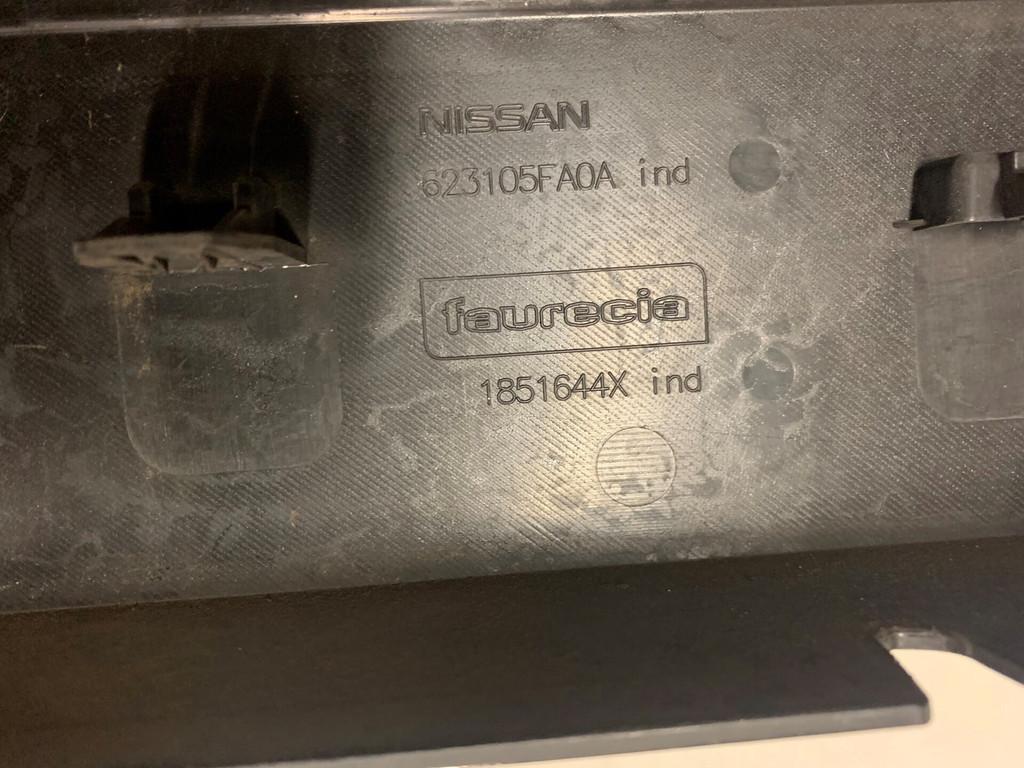 NISSAN
623105FA0A ind
faurecia
1851644X ind